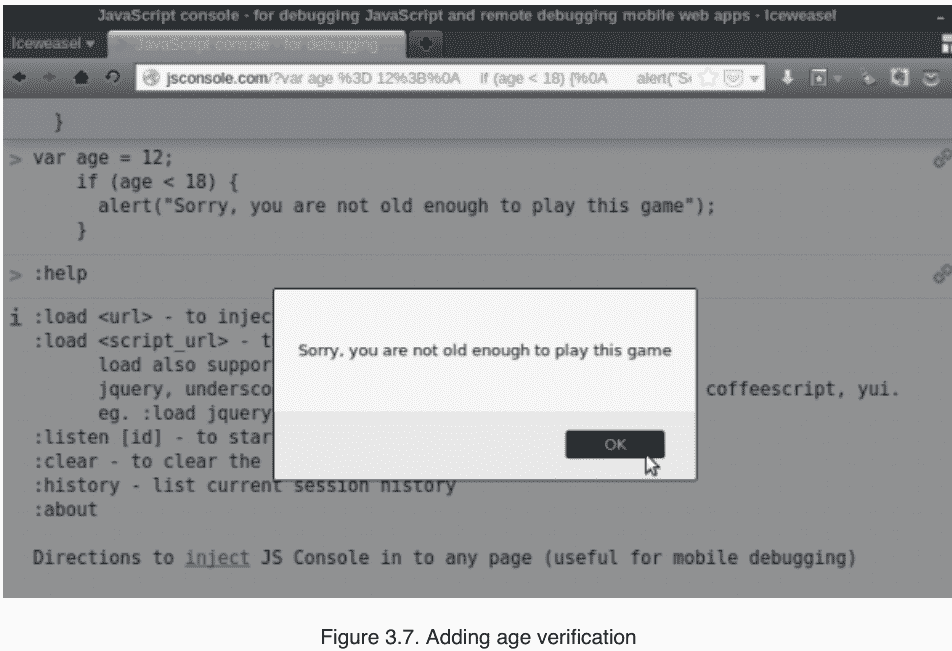 JavaScript console - for debugging JavaScript and remote debugging mobile web apps - Iceweasel
Iceweasel
JavaScript console - for debugging ...
jsconsole.com/?var age %3D 12%3B%0A if (age < 18) {%0A alert("S
}
> var age = 12;
if (age < 18) {
alert("Sorry, you are not old enough to play this game");
}
> :help
i :load <url> - to injec
:load <script_url> - t
load also suppor
jquery, undersco coffeescript, yui.
eg. :load jquery
:listen [id] - to star
:clear - to clear the
:history - list current session history
:about
Sorry, you are not old enough to play this game
OK
Directions to inject JS Console in to any page (useful for mobile debugging)
Figure 3.7. Adding age verification